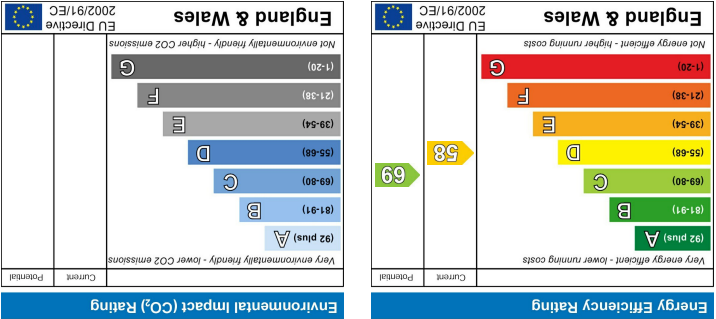 Energy Efficiency Rating
Current
Potential
Very energy efficient - lower running costs
(92 plus) A
(81-91) B
(69-80) C
(55-68) D
(39-54) E
(21-38) F
(1-20) G
58
69
Not energy efficient - higher running costs
England & Wales
EU Directive
2002/91/EC
Environmental Impact (CO₂) Rating
Current
Potential
Very environmentally friendly - lower CO2 emissions
(92 plus) A
(81-91) B
(69-80) C
(55-68) D
(39-54) E
(21-38) F
(1-20) G
Not environmentally friendly - higher CO2 emissions
England & Wales
EU Directive
2002/91/EC